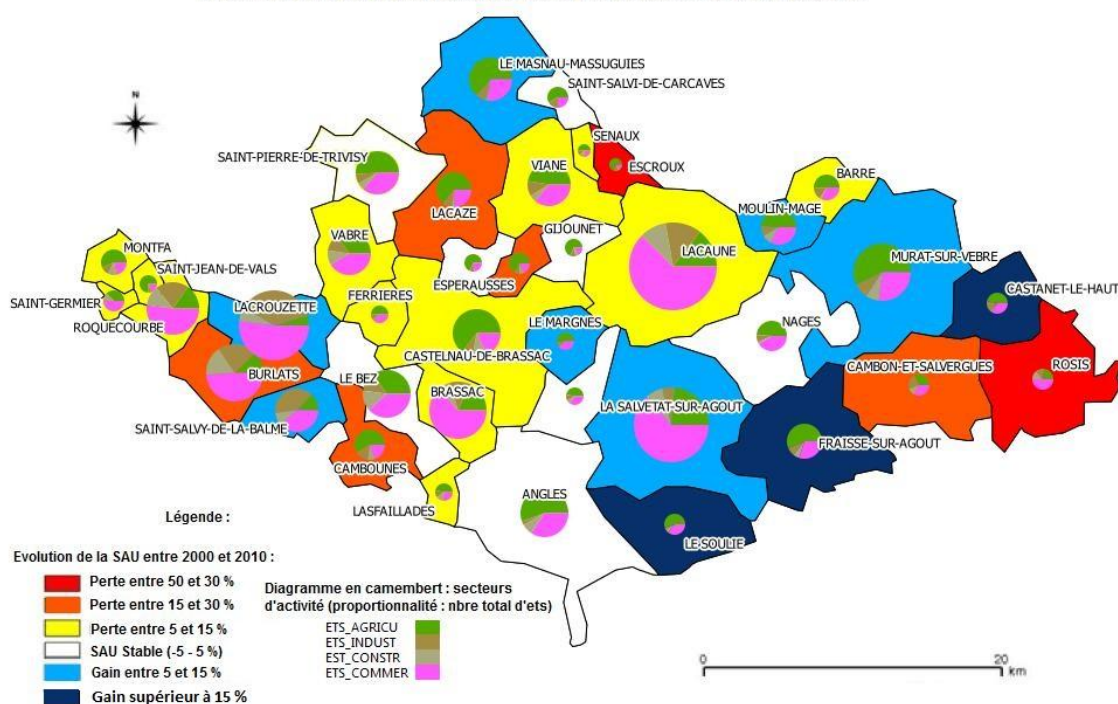 N
LE MASNAU-MASSUGUIES
SAINT-SALVI-DE-CARCAVES
SENAUX
SAINT-PIERRE-DE-TRIVISY
VIANE
ESCROUX
BARRE
LACAZE
MOULIN-MAGE
GIJOUNET
VABRE
LACAUNE
MONTFA
MURAT-SUR-VEBRE
SAINT-JEAN-DE-VALS
ESPERAUSSES
CASTANET-LE-HAUT
FERRIERES
SAINT-GERMIER
LACROUZETTE
LE MARGNES
NAGES
ROQUECOURBE
CASTELNAU-DE-BRASSAC
CAMBON-ET-SALVERGUES
ROSIS
BURLATS
LE BEZ
BRASSAC
LA SALVETAT-SUR-AGOUT
SAINT-SALVY-DE-LA-BALME
FRAISSE-SUR-AGOUT
CAMBOUNES
ANGLES
LASFAILLADES
LE SOULIE
Légende :
Evolution de la SAU entre 2000 et 2010 :
Perte entre 50 et 30 %
Perte entre 15 et 30 %
Perte entre 5 et 15 %
SAU Stable (-5 - 5 %)
Gain entre 5 et 15 %
Gain supérieur à 15 %
Diagramme en camembert : secteurs
d'activité (proportionnalité : nbre total d'ets)
ETS_AGRICU
ETS_INDUST
EST_CONSTR
ETS_COMMER
0
20
km